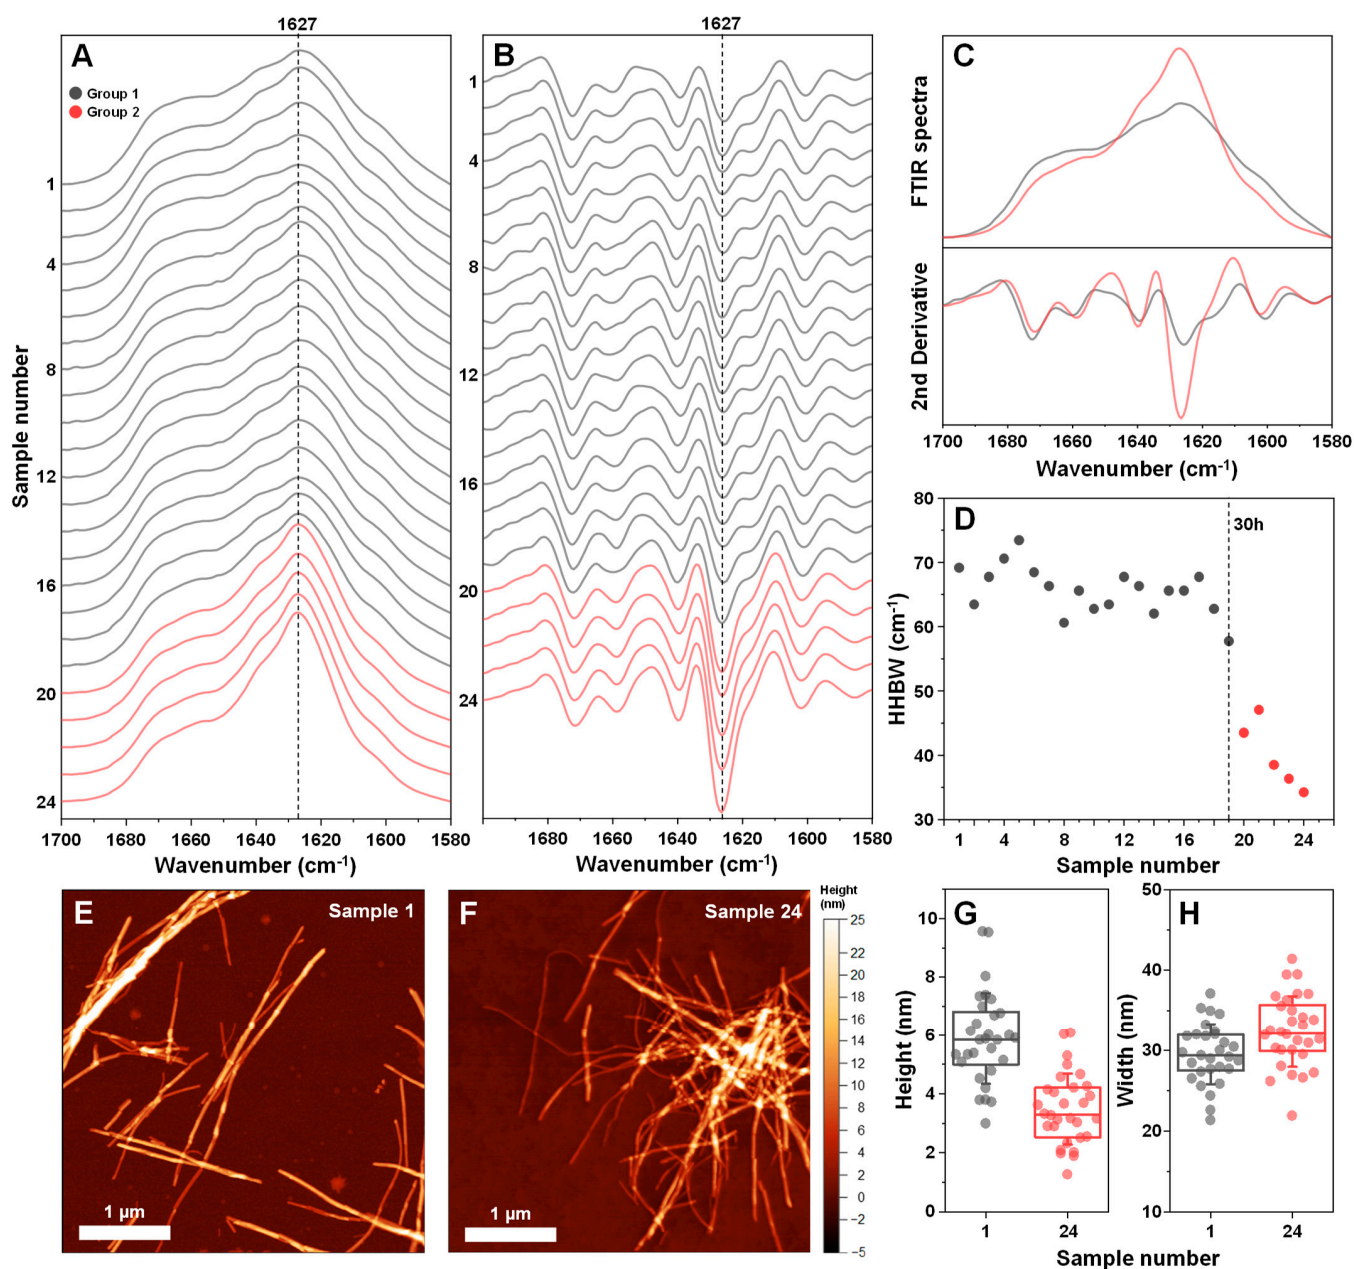 1627
A
Group 1
Group 2
Sample number
1
4
8
12
16
20
24
1700 1680 1660 1640 1620 1600 1580
Wavenumber (cm⁻¹)
1627
B
1
4
8
12
16
20
24
1680 1660 1640 1620 1600 1580
Wavenumber (cm⁻¹)
C
FTIR spectra
2nd Derivative
1700 1680 1660 1640 1620 1600 1580
Wavenumber (cm⁻¹)
D
30h
HHBW (cm⁻¹)
80
70
60
50
40
30
1 4 8 12 16 20 24
Sample number
E
Sample 1
1 µm
F
Sample 24
1 µm
Height
(nm)
25
22
20
18
16
14
12
10
8
6
4
2
0
−2
−5
G
Height (nm)
10
8
6
4
2
0
1 24
H
Width (nm)
50
40
30
20
10
1 24
Sample number